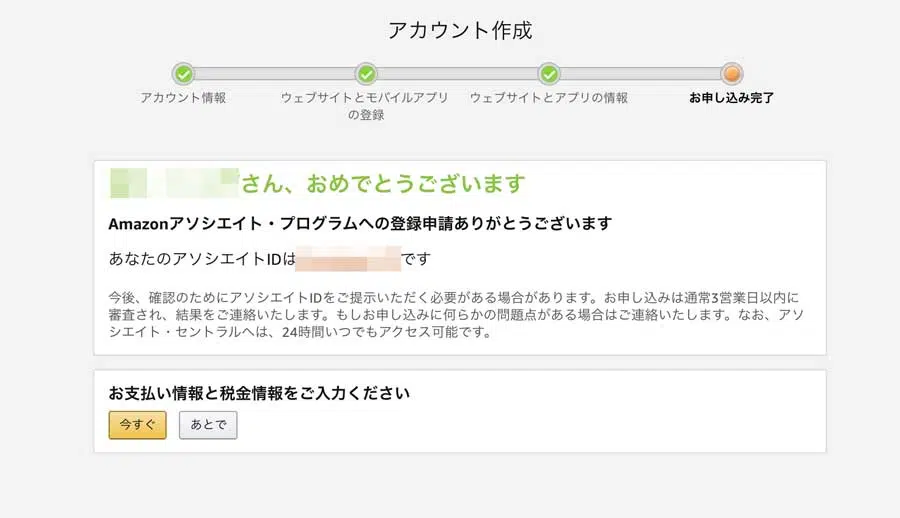 アカウント作成
アカウント情報
ウェブサイトとモバイルアプリ
の登録
ウェブサイトとアプリの情報
お申し込み完了
さん、おめでとうございます
Amazonアソシエイト・プログラムへの登録申請ありがとうございます
あなたのアソシエイトIDは です
今後、確認のためにアソシエイトIDをご提示いただく必要がある場合があります。お申し込みは通常3営業日以内に
審査され、結果をご連絡いたします。もしお申し込みに何らかの問題点がある場合はご連絡いたします。なお、アソ
シエイト・セントラルへは、24時間いつでもアクセス可能です。
お支払い情報と税金情報をご入力ください
今すぐ
あとで